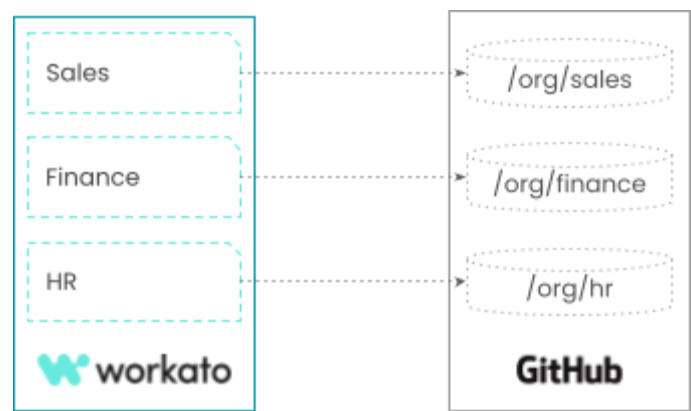 Sales
/org/sales
Finance
/org/finance
HR
/org/hr
workato
GitHub